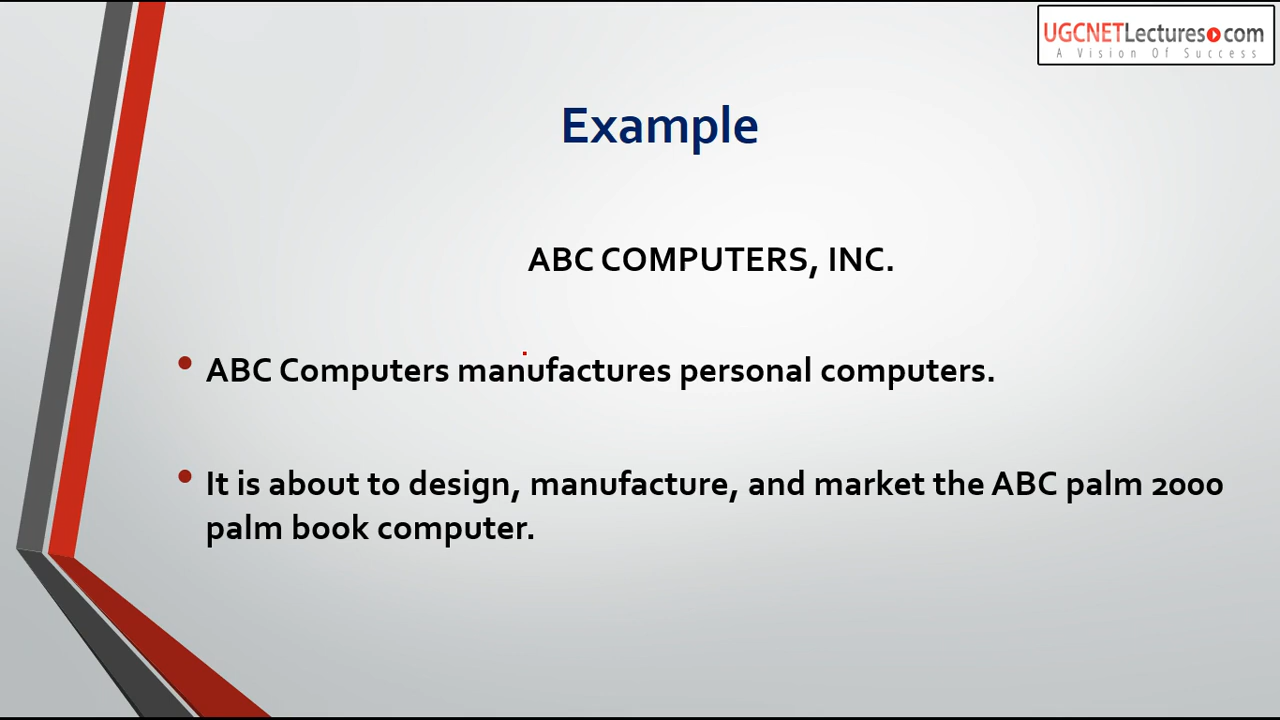 UGCNETLectures.com
A Vision Of Success
Example
ABC COMPUTERS, INC.
• ABC Computers manufactures personal computers.
• It is about to design, manufacture, and market the ABC palm 2000
palm book computer.